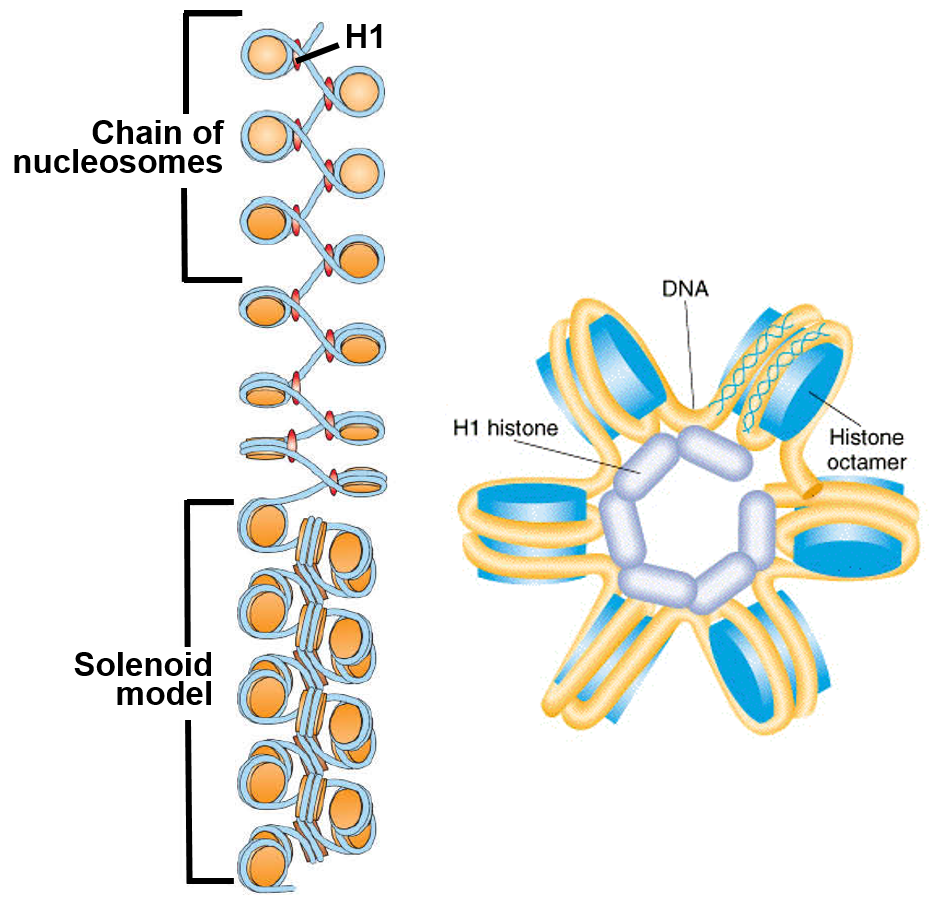 H1
Chain of
nucleosomes
DNA
H1 histone
Histone
octamer
Solenoid
model